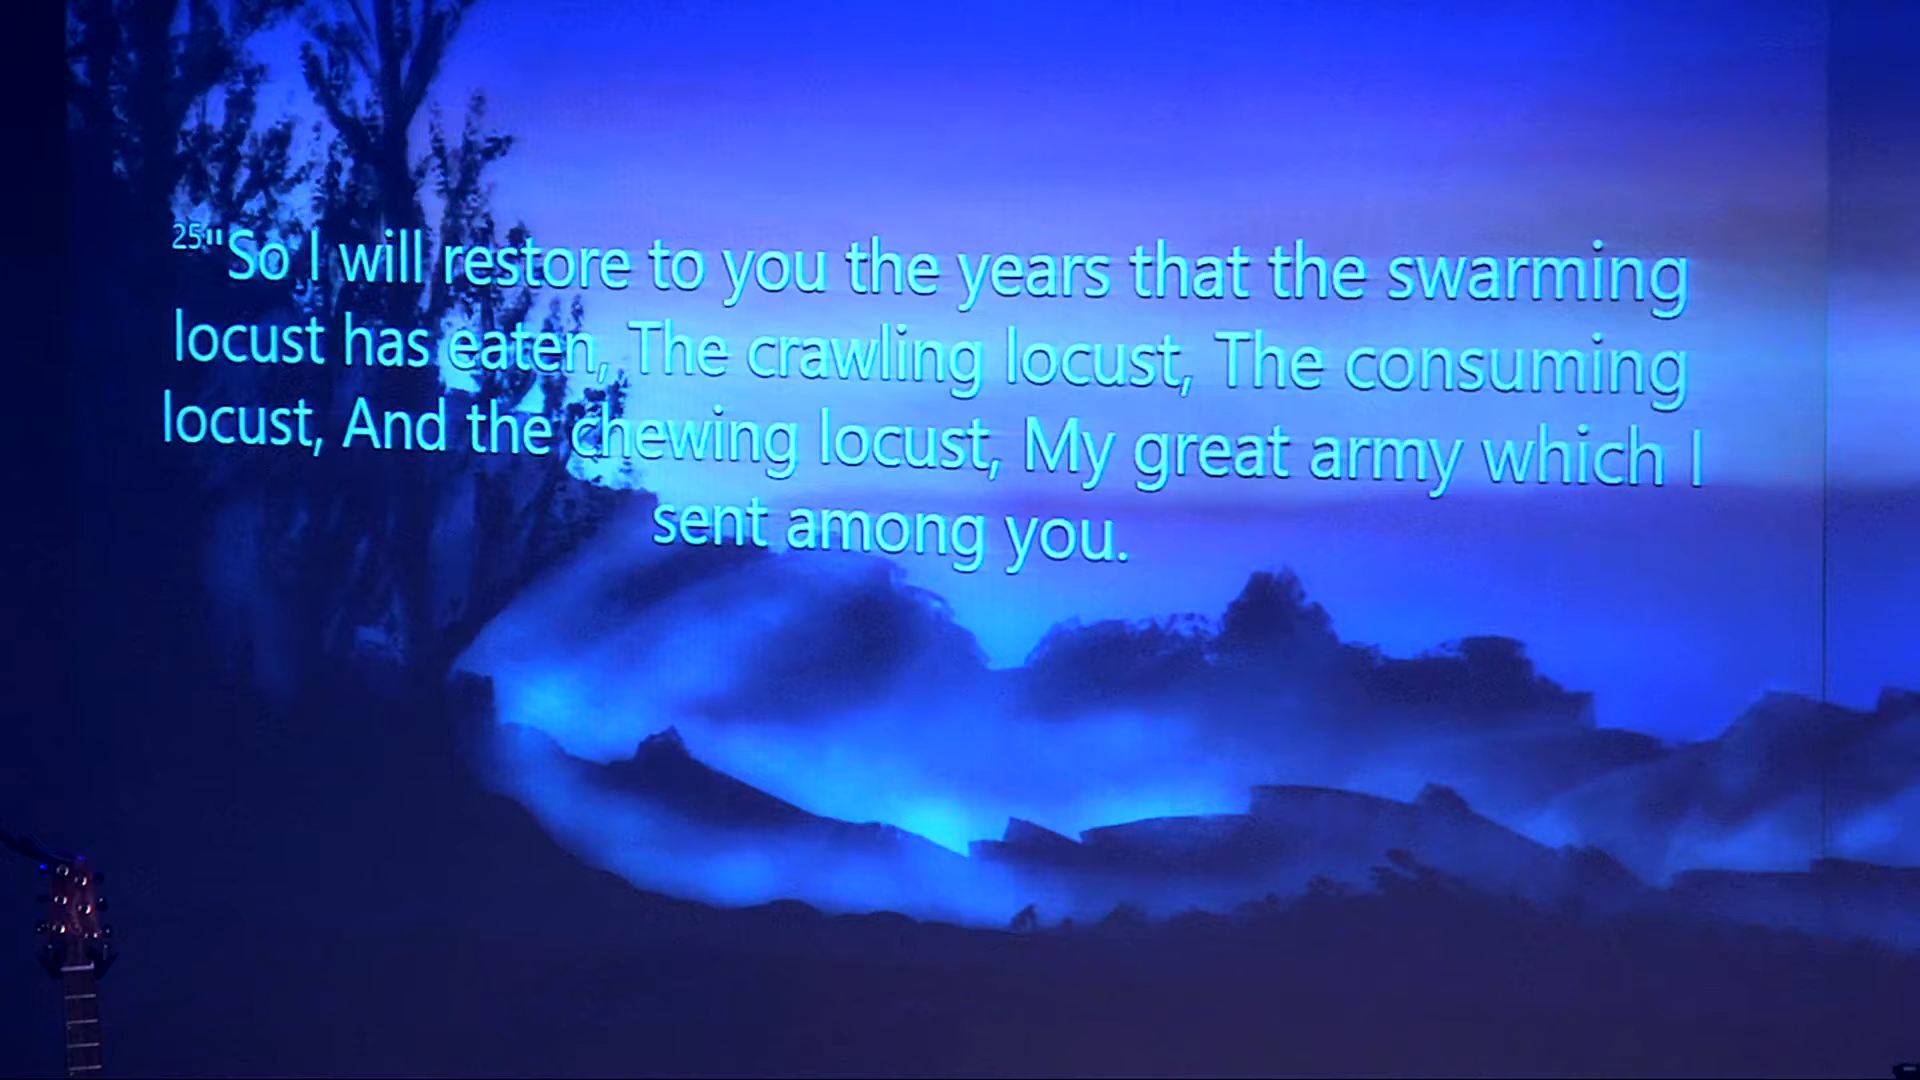 25"So I will restore to you the years that the swarming
locust has eaten, The crawling locust, The consuming
locust, And the chewing locust, My great army which I
sent among you.